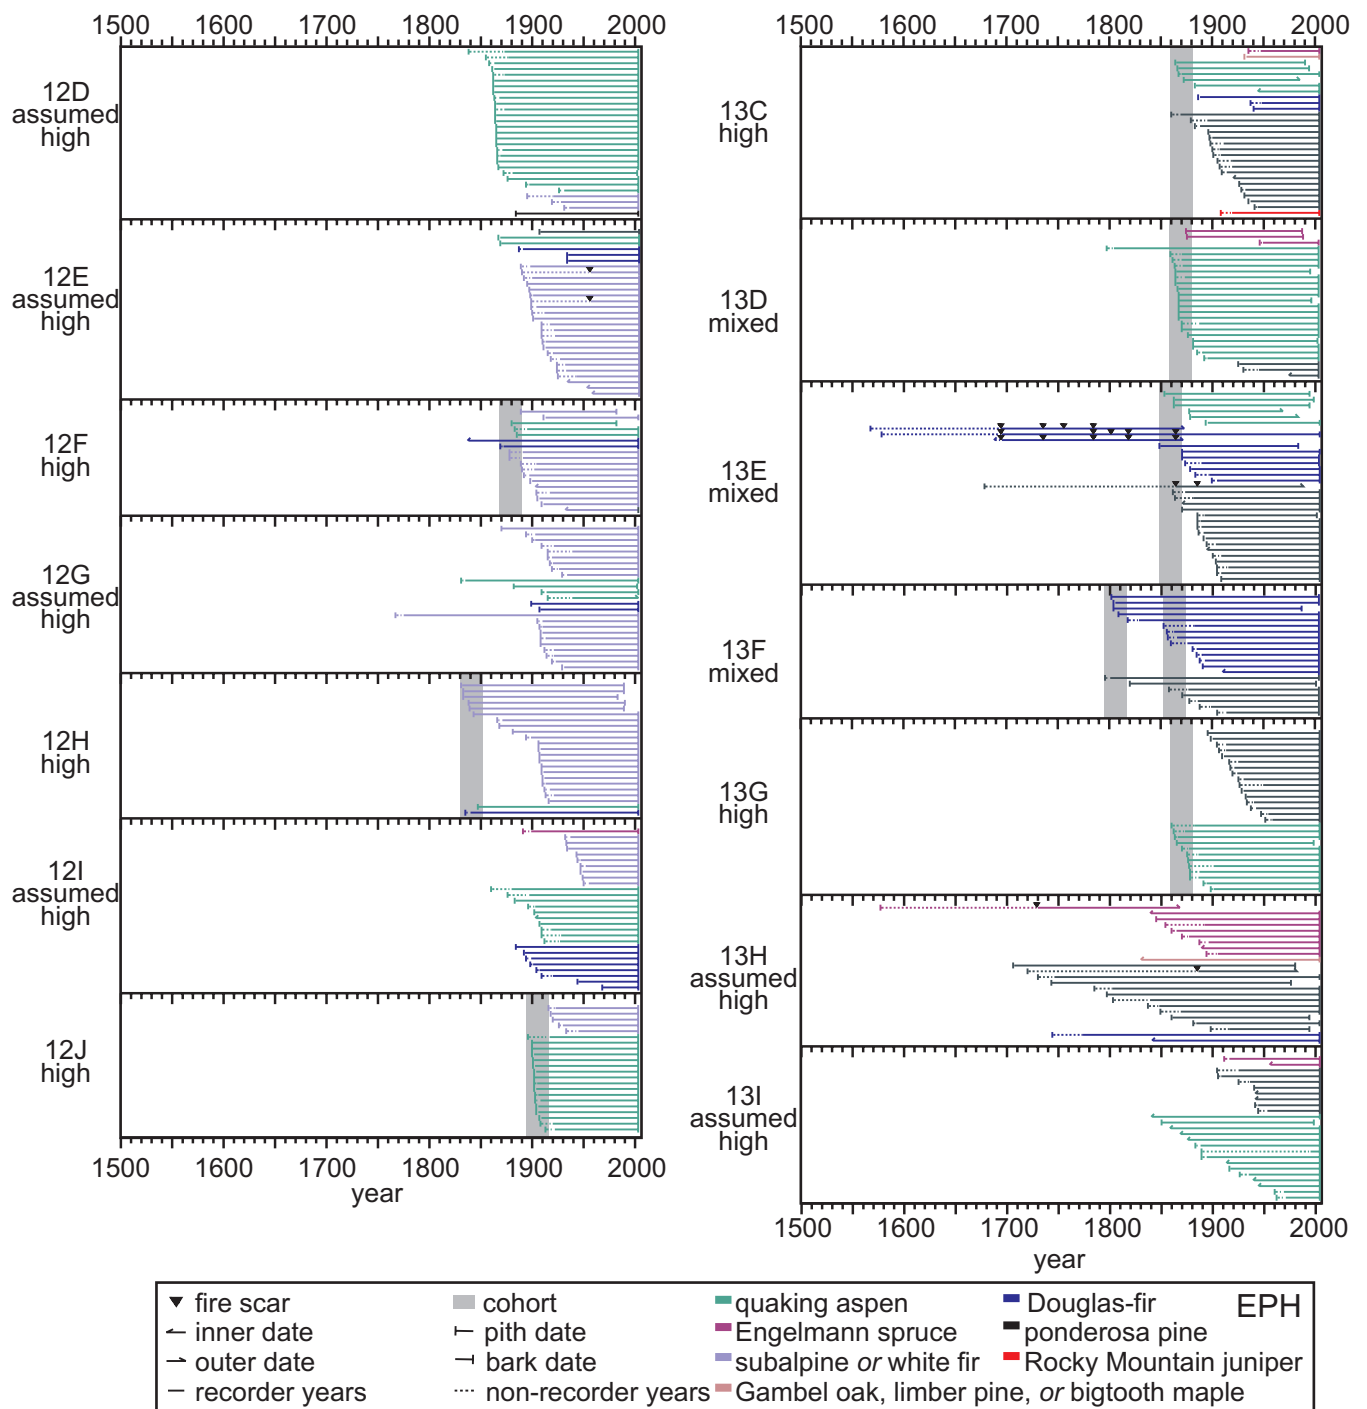 1500 1600 1700 1800 1900 2000
12D
assumed
high
12E
assumed
high
12F
high
12G
assumed
high
12H
high
12I
assumed
high
12J
high
1500 1600 1700 1800 1900 2000
year
1500 1600 1700 1800 1900 2000
13C
high
13D
mixed
13E
mixed
13F
mixed
13G
high
13H
assumed
high
13I
assumed
high
1500 1600 1700 1800 1900 2000
year
fire scar cohort quaking aspen Douglas-fir EPH
inner date pith date Engelmann spruce ponderosa pine
outer date bark date subalpine or white fir Rocky Mountain juniper
recorder years non-recorder years Gambel oak, limber pine, or bigtooth maple